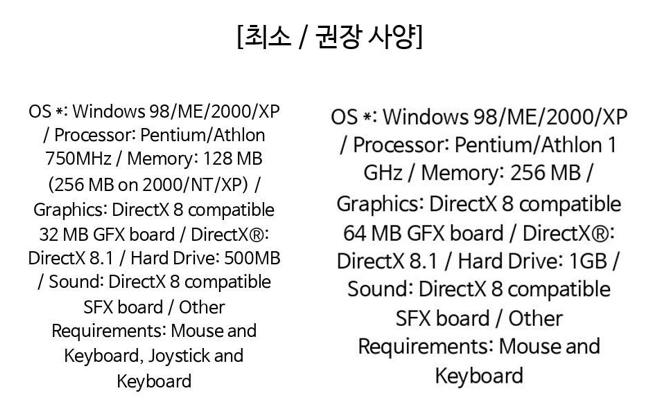 [최소 / 권장 사양]
OS *: Windows 98/ME/2000/XP
/ Processor: Pentium/Athlon
750MHz / Memory: 128 MB
(256 MB on 2000/NT/XP) /
Graphics: DirectX 8 compatible
32 MB GFX board / DirectX®:
DirectX 8.1 / Hard Drive: 500MB
/ Sound: DirectX 8 compatible
SFX board / Other
Requirements: Mouse and
Keyboard, Joystick and
Keyboard
OS *: Windows 98/ME/2000/XP
/ Processor: Pentium/Athlon 1
GHz / Memory: 256 MB /
Graphics: DirectX 8 compatible
64 MB GFX board / DirectX®:
DirectX 8.1 / Hard Drive: 1GB /
Sound: DirectX 8 compatible
SFX board / Other
Requirements: Mouse and
Keyboard